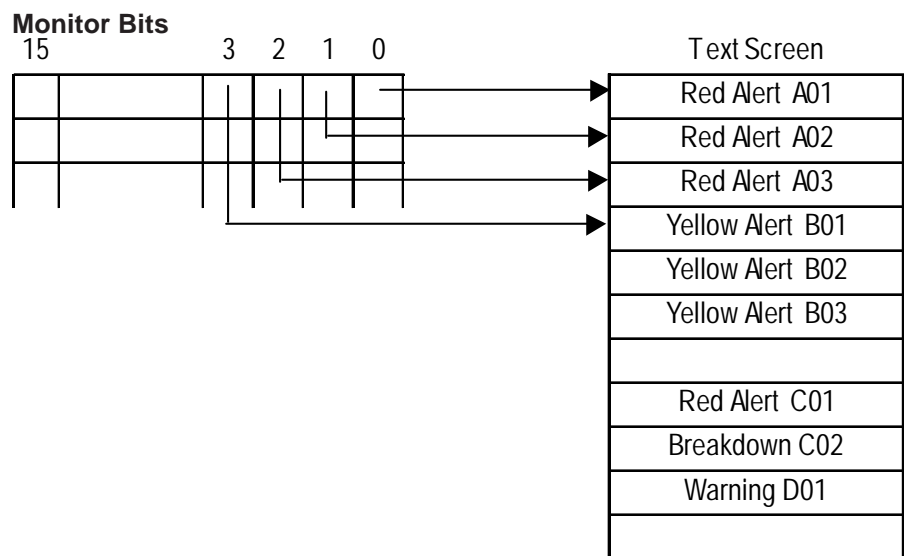 Monitor Bits
15 3 2 1 0 Text Screen
Red Alert A01
Red Alert A02
Red Alert A03
Yellow Alert B01
Yellow Alert B02
Yellow Alert B03
Red Alert C01
Breakdown C02
Warning D01